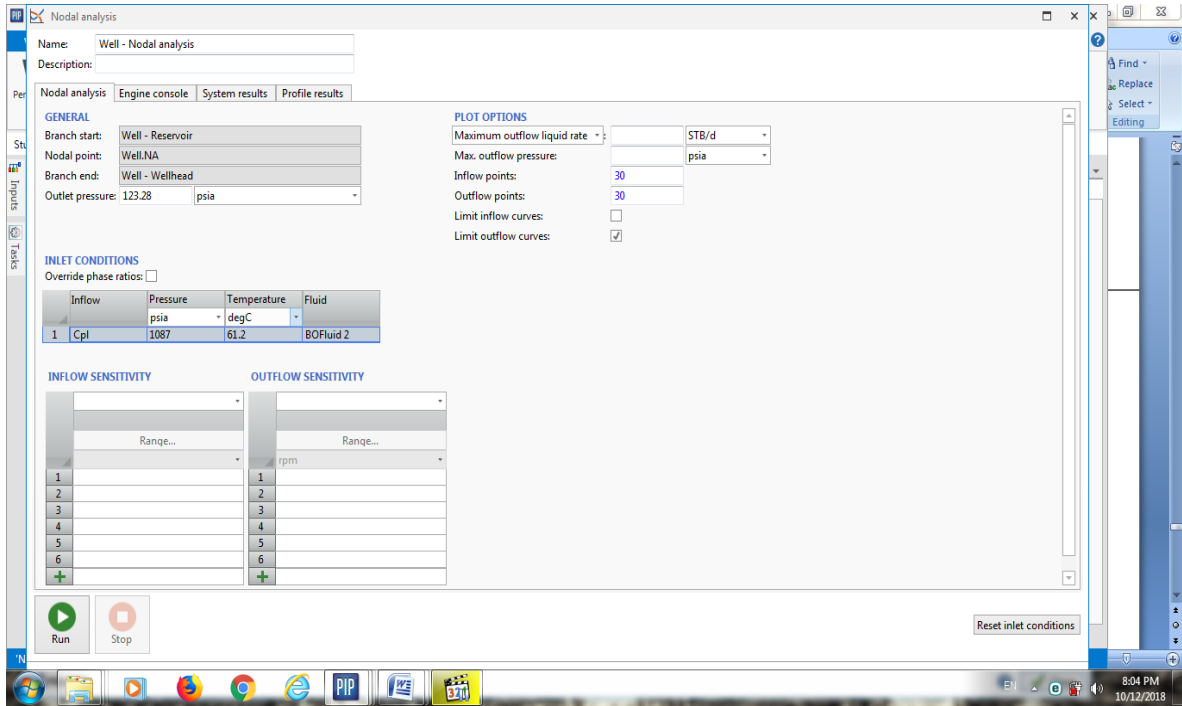 PIP
Nodal analysis
Name: Well - Nodal analysis
Description:
Nodal analysis Engine console System results Profile results
GENERAL
Branch start: Well - Reservoir
Nodal point: Well.NA
Branch end: Well - Wellhead
Outlet pressure: 123.28 psia
PLOT OPTIONS
Maximum outflow liquid rate : STB/d
Max. outflow pressure: psia
Inflow points: 30
Outflow points: 30
Limit inflow curves:
Limit outflow curves:
INLET CONDITIONS
Override phase ratios:
Inflow Pressure Temperature Fluid
psia degC
1 Cpl 1087 61.2 BOFluid 2
INFLOW SENSITIVITY OUTFLOW SENSITIVITY
Range... Range...
rpm
1 1
2 2
3 3
4 4
5 5
6 6
Run Stop
Reset inlet conditions
Per
Stu
Inputs
Tasks
'N
Find
Replace
Select
Editing
PIP
321
EN
8:04 PM
10/12/2018